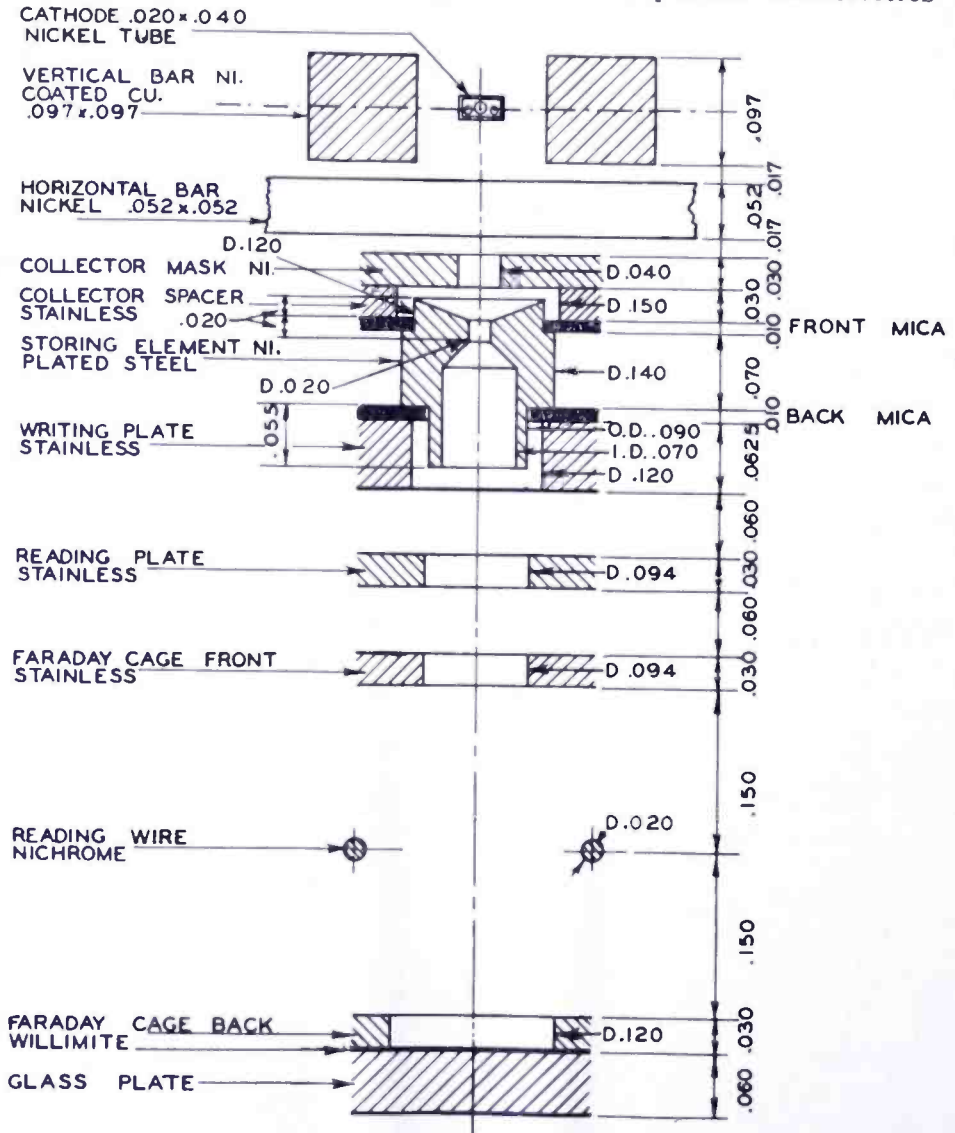 CATHODE .020×.040
NICKEL TUBE
VERTICAL BAR NI.
COATED CU.
.097×.097
.097
.017
HORIZONTAL BAR
NICKEL .052×.052
.052
.017
D.120
COLLECTOR MASK NI.
D.040
.030
COLLECTOR SPACER
STAINLESS
D.150
.030
.020
FRONT MICA
.010
STORING ELEMENT NI.
PLATED STEEL
D.020
D.140
.070
BACK MICA
.010
.055
WRITING PLATE
STAINLESS
O.D..090
I.D..070
D .120
.0625
.060
READING PLATE
STAINLESS
D.094
.030
.060
FARADAY CAGE FRONT
STAINLESS
D .094
.030
.150
READING WIRE
NICHROME
D.020
.150
FARADAY CAGE BACK
WILLIMITE
D.120
.030
GLASS PLATE
.060